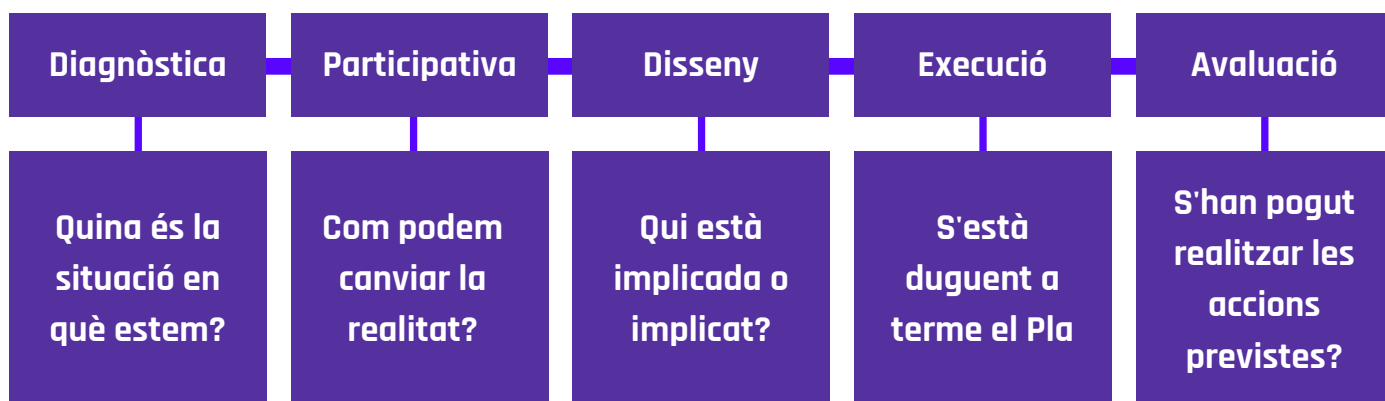 Diagnòstica
Participativa
Disseny
Execució
Avaluació
Quina és la
situació en
què estem?
Com podem
canviar la
realitat?
Qui està
implicada o
implicat?
S'està
duguent a
terme el Pla
S'han pogut
realitzar les
accions
previstes?